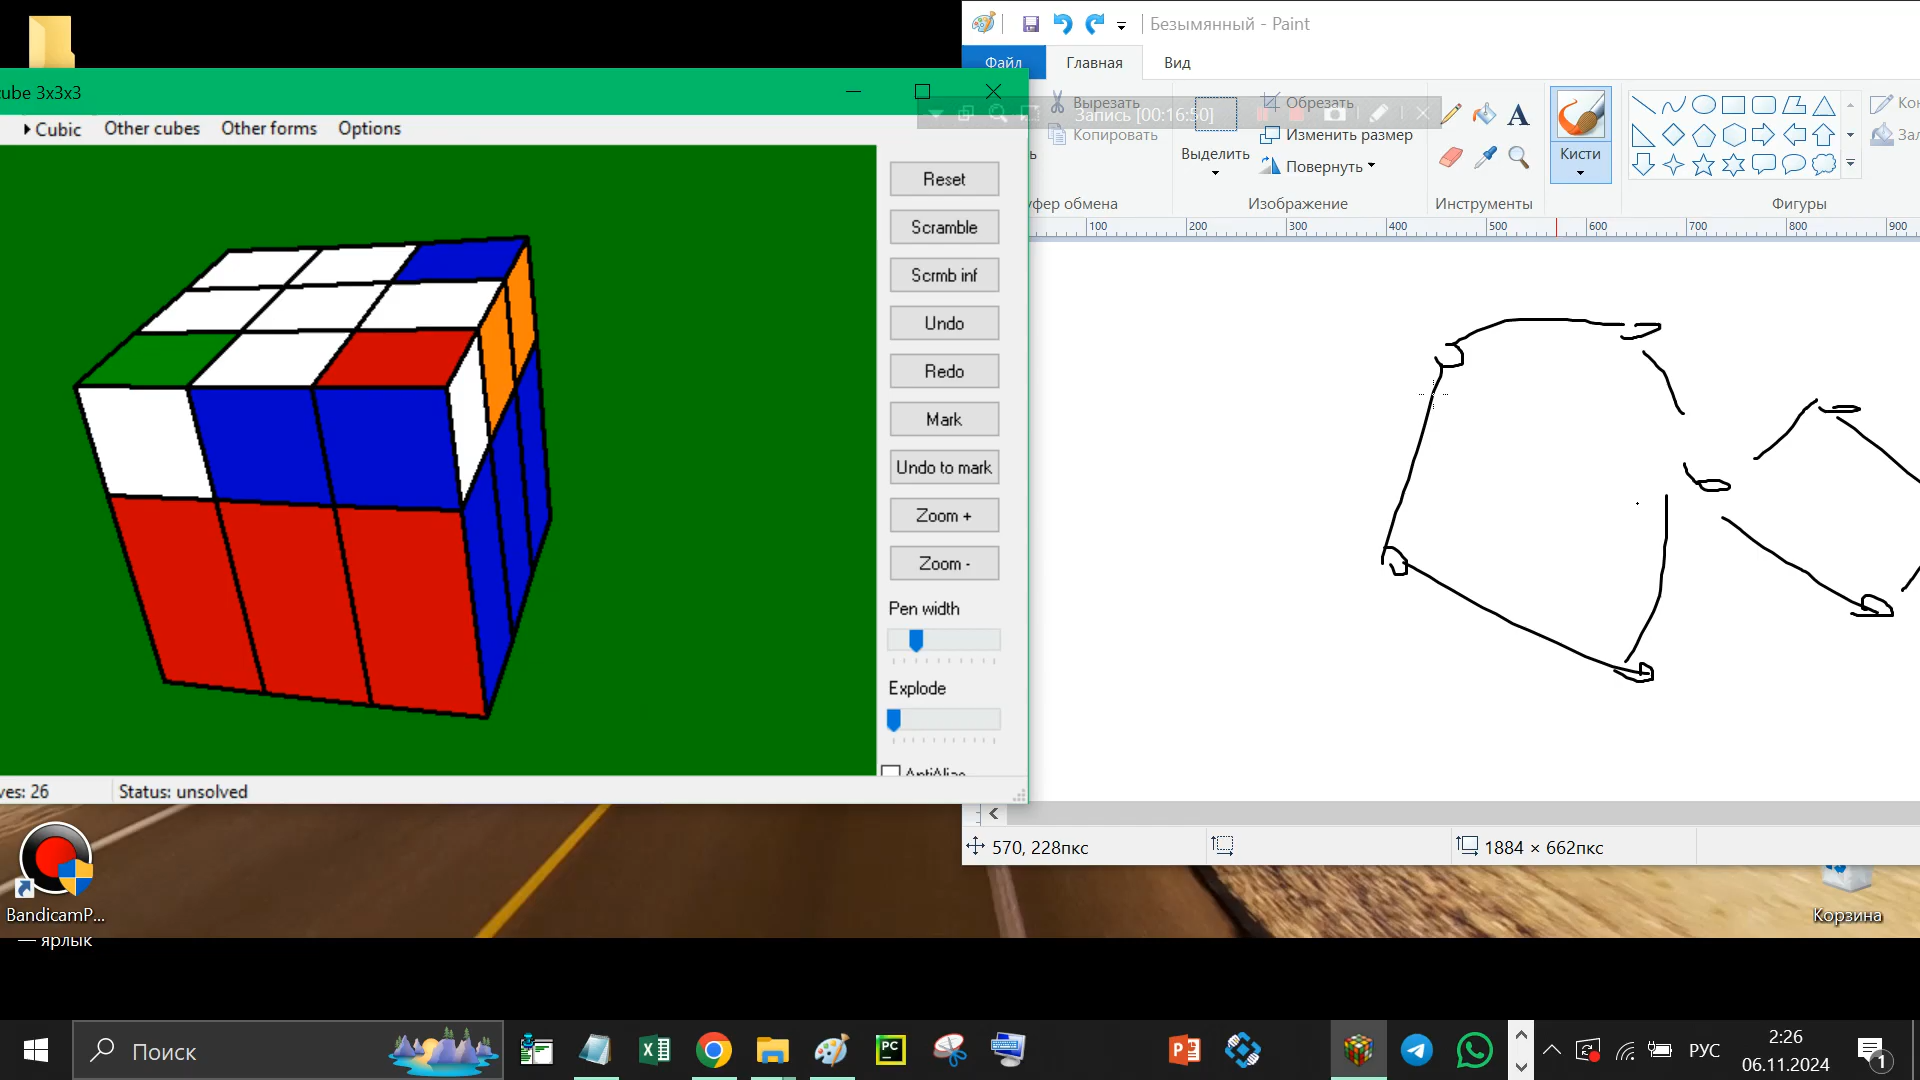 Безымянный - Paint
Файл
Главная
Вид
ube 3x3x3
Cubic
Other cubes
Other forms
Options
Вырезать
Копировать
Запись [00:16:50]
Выделить
Обрезать
Изменить размер
Повернуть
A
Кисти
фер обмена
Изображение
Инструменты
Фигуры
100
200
300
400
500
600
700
800
900
Reset
Scramble
Scrmb inf
Undo
Redo
Mark
Undo to mark
Zoom +
Zoom -
Pen width
Explode
AntiAlias
ves: 26
Status: unsolved
570, 228пкс
1884 × 662пкс
BandicamP...
— ярлык
Корзина
Поиск
X
PC
P
РУС
2:26
06.11.2024
1